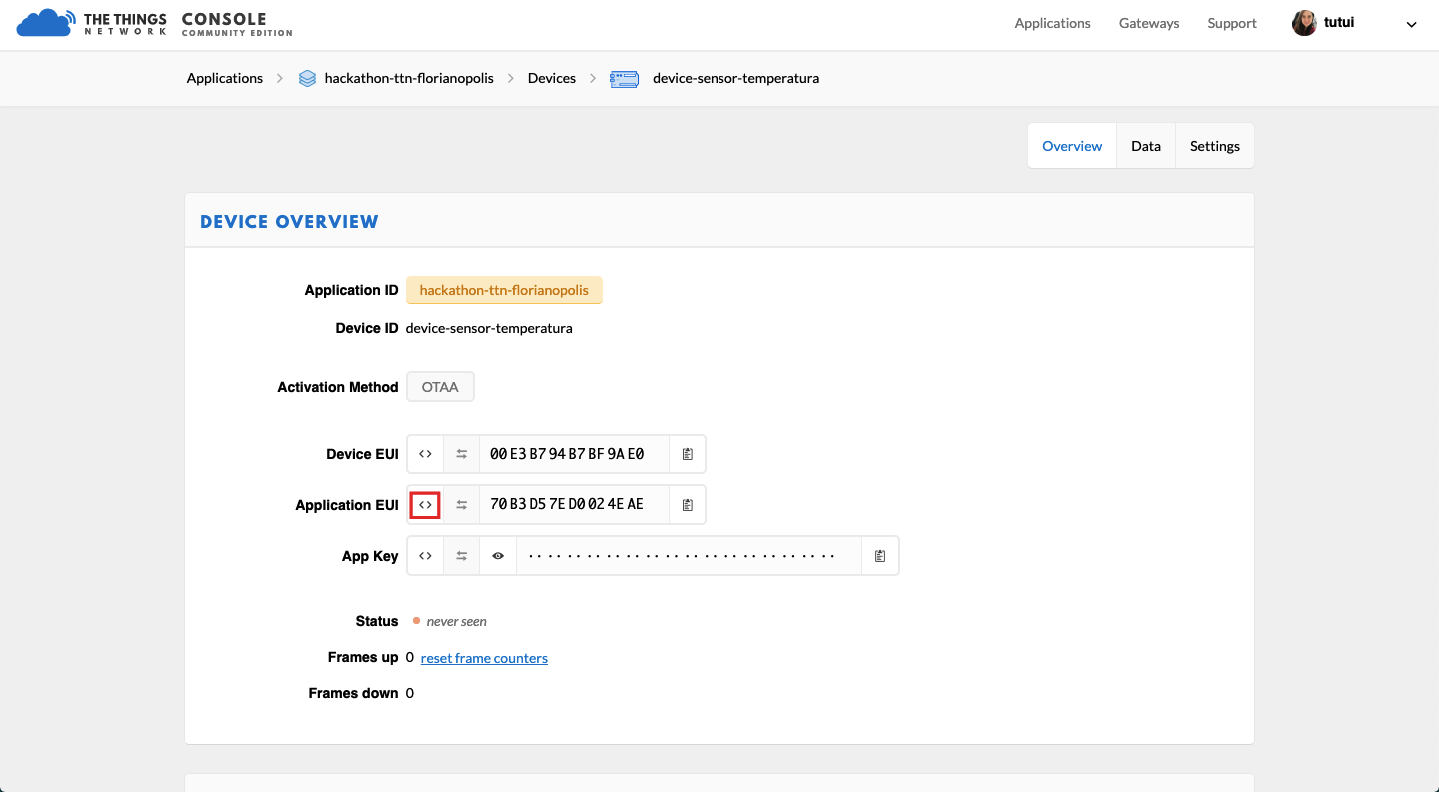 THE THINGS NETWORK CONSOLE COMMUNITY EDITION
Applications Gateways Support tutui
Applications > hackathon-ttn-florianopolis > Devices > device-sensor-temperatura
Overview Data Settings
DEVICE OVERVIEW
Application ID hackathon-ttn-florianopolis
Device ID device-sensor-temperatura
Activation Method OTAA
Device EUI <> 00 E3 B7 94 B7 BF 9A E0
Application EUI <> 70 B3 D5 7E D0 02 4E AE
App Key <>
Status never seen
Frames up 0 reset frame counters
Frames down 0